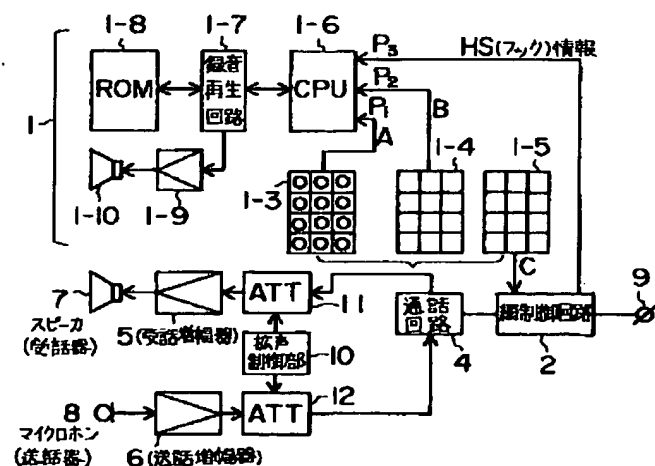 1-8
1-7
1-6
P3
HS(フック)情報
ROM
録音
再生
回路
CPU
P2
P1
A
B
1
1-4
1-5
1-3
1-10
1-9
C
9
7
スピーカ
(受話器)
5(受話増幅器)
ATT
11
通話
回路
4
網制御回路
2
拡声
制御部
10
8
マイクロホン
(送話器)
6(送話増幅器)
ATT
12